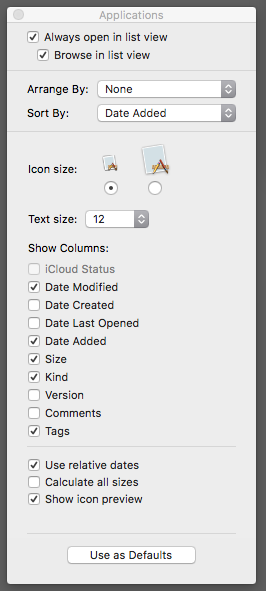 Applications
Always open in list view
Browse in list view
Arrange By: None
Sort By: Date Added
Icon size:
Text size: 12
Show Columns:
iCloud Status
Date Modified
Date Created
Date Last Opened
Date Added
Size
Kind
Version
Comments
Tags
Use relative dates
Calculate all sizes
Show icon preview
Use as Defaults